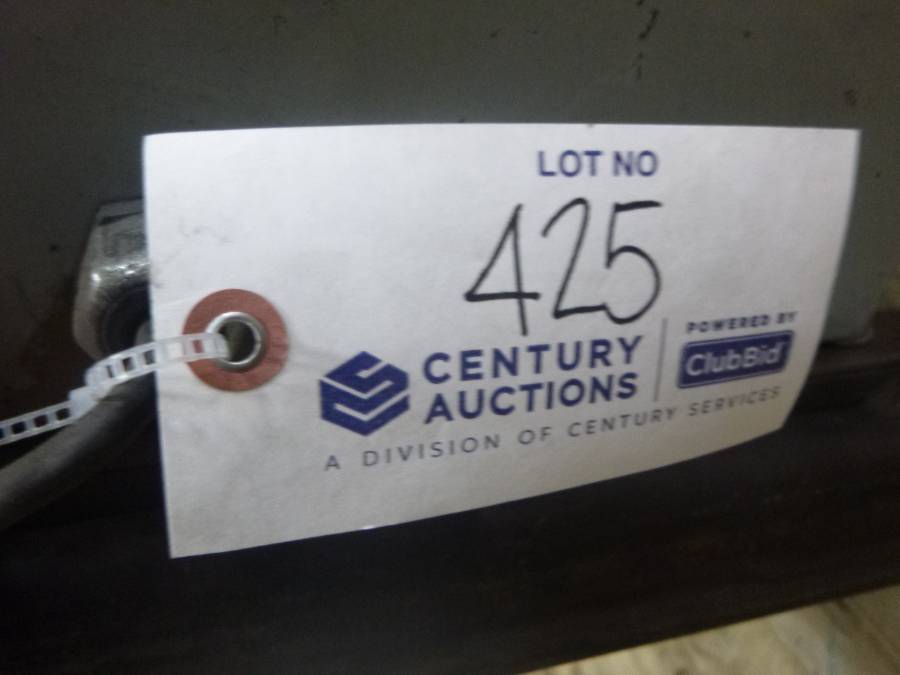 LOT NO
425
CENTURY
AUCTIONS
POWERED BY
ClubBid
A DIVISION OF CENTURY SERVICES